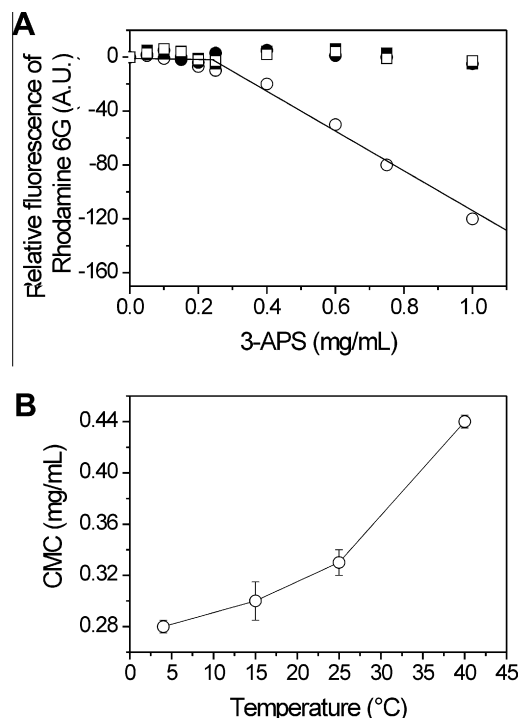 A
Relative fluorescence of
Rhodamine 6G (A.U.)
0
-40
-80
-120
-160
0.0 0.2 0.4 0.6 0.8 1.0
3-APS (mg/mL)
B
CMC (mg/mL)
0.44
0.40
0.36
0.32
0.28
0 5 10 15 20 25 30 35 40 45
Temperature (°C)